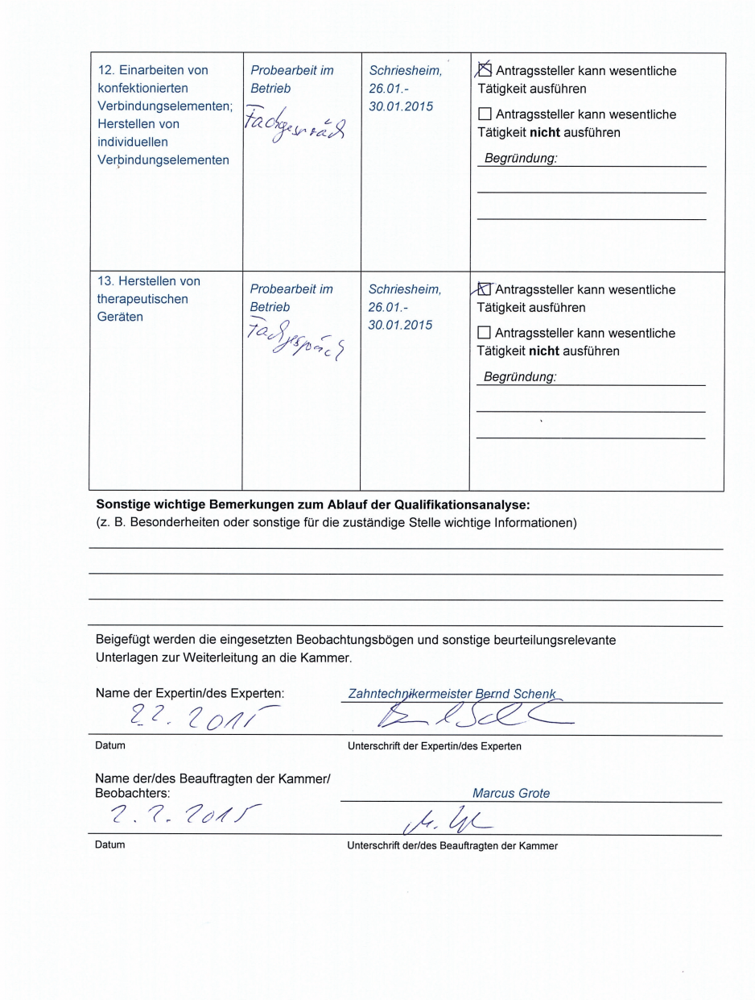 12. Einarbeiten von
konfektionierten
Verbindungselementen;
Herstellen von
individuellen
Verbindungselementen
Probearbeit im
Betrieb
Fachgespräch
Schriesheim,
26.01.-
30.01.2015
☒ Antragssteller kann wesentliche
Tätigkeit ausführen
☐ Antragssteller kann wesentliche
Tätigkeit nicht ausführen
Begründung:
13. Herstellen von
therapeutischen
Geräten
Probearbeit im
Betrieb
Fachgespräch
Schriesheim,
26.01.-
30.01.2015
☒ Antragssteller kann wesentliche
Tätigkeit ausführen
☐ Antragssteller kann wesentliche
Tätigkeit nicht ausführen
Begründung:
Sonstige wichtige Bemerkungen zum Ablauf der Qualifikationsanalyse:
(z. B. Besonderheiten oder sonstige für die zuständige Stelle wichtige Informationen)
Beigefügt werden die eingesetzten Beobachtungsbögen und sonstige beurteilungsrelevante
Unterlagen zur Weiterleitung an die Kammer.
Name der Expertin/des Experten: Zahntechnikermeister Bernd Schenk
22. 2015
Datum Unterschrift der Expertin/des Experten
Name der/des Beauftragten der Kammer/
Beobachters: Marcus Grote
2. 2. 2015
Datum Unterschrift der/des Beauftragten der Kammer